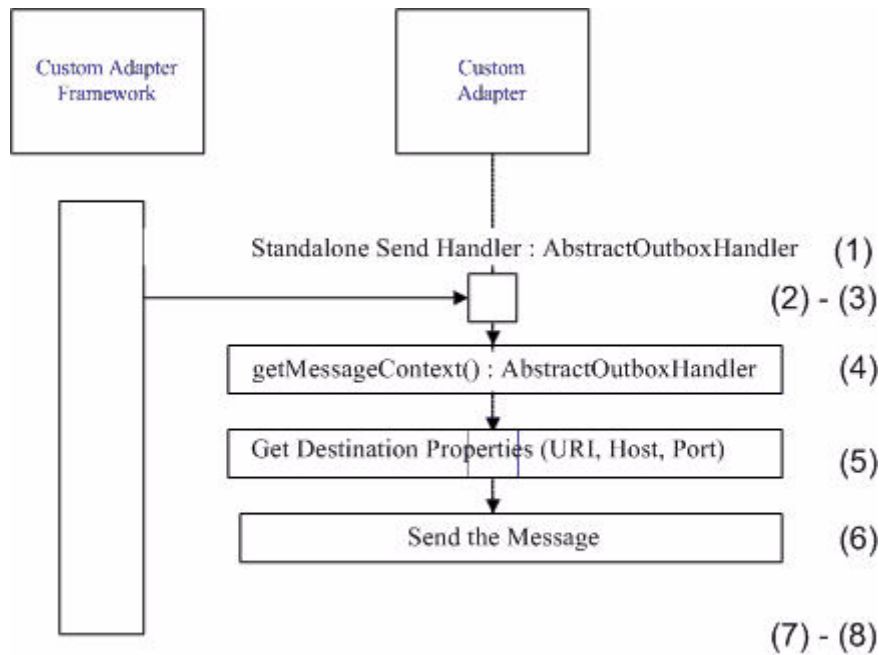 Custom Adapter
Framework
Custom
Adapter
Standalone Send Handler : AbstractOutboxHandler (1)
(2) - (3)
getMessageContext() : AbstractOutboxHandler (4)
Get Destination Properties (URI, Host, Port) (5)
Send the Message (6)
(7) - (8)